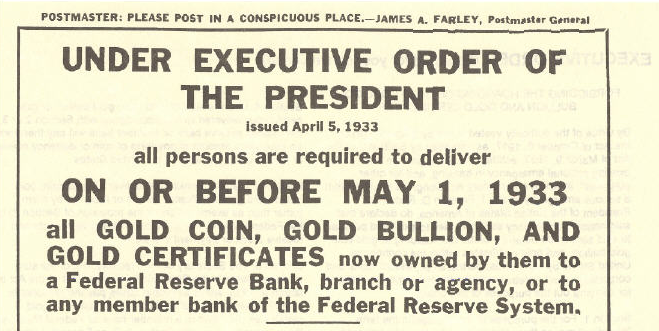 POSTMASTER: PLEASE POST IN A CONSPICUOUS PLACE.—JAMES A. FARLEY, Postmaster General
UNDER EXECUTIVE ORDER OF
THE PRESIDENT
issued April 5, 1933
all persons are required to deliver
ON OR BEFORE MAY 1, 1933
all GOLD COIN, GOLD BULLION, AND
GOLD CERTIFICATES now owned by them to
a Federal Reserve Bank, branch or agency, or to
any member bank of the Federal Reserve System.